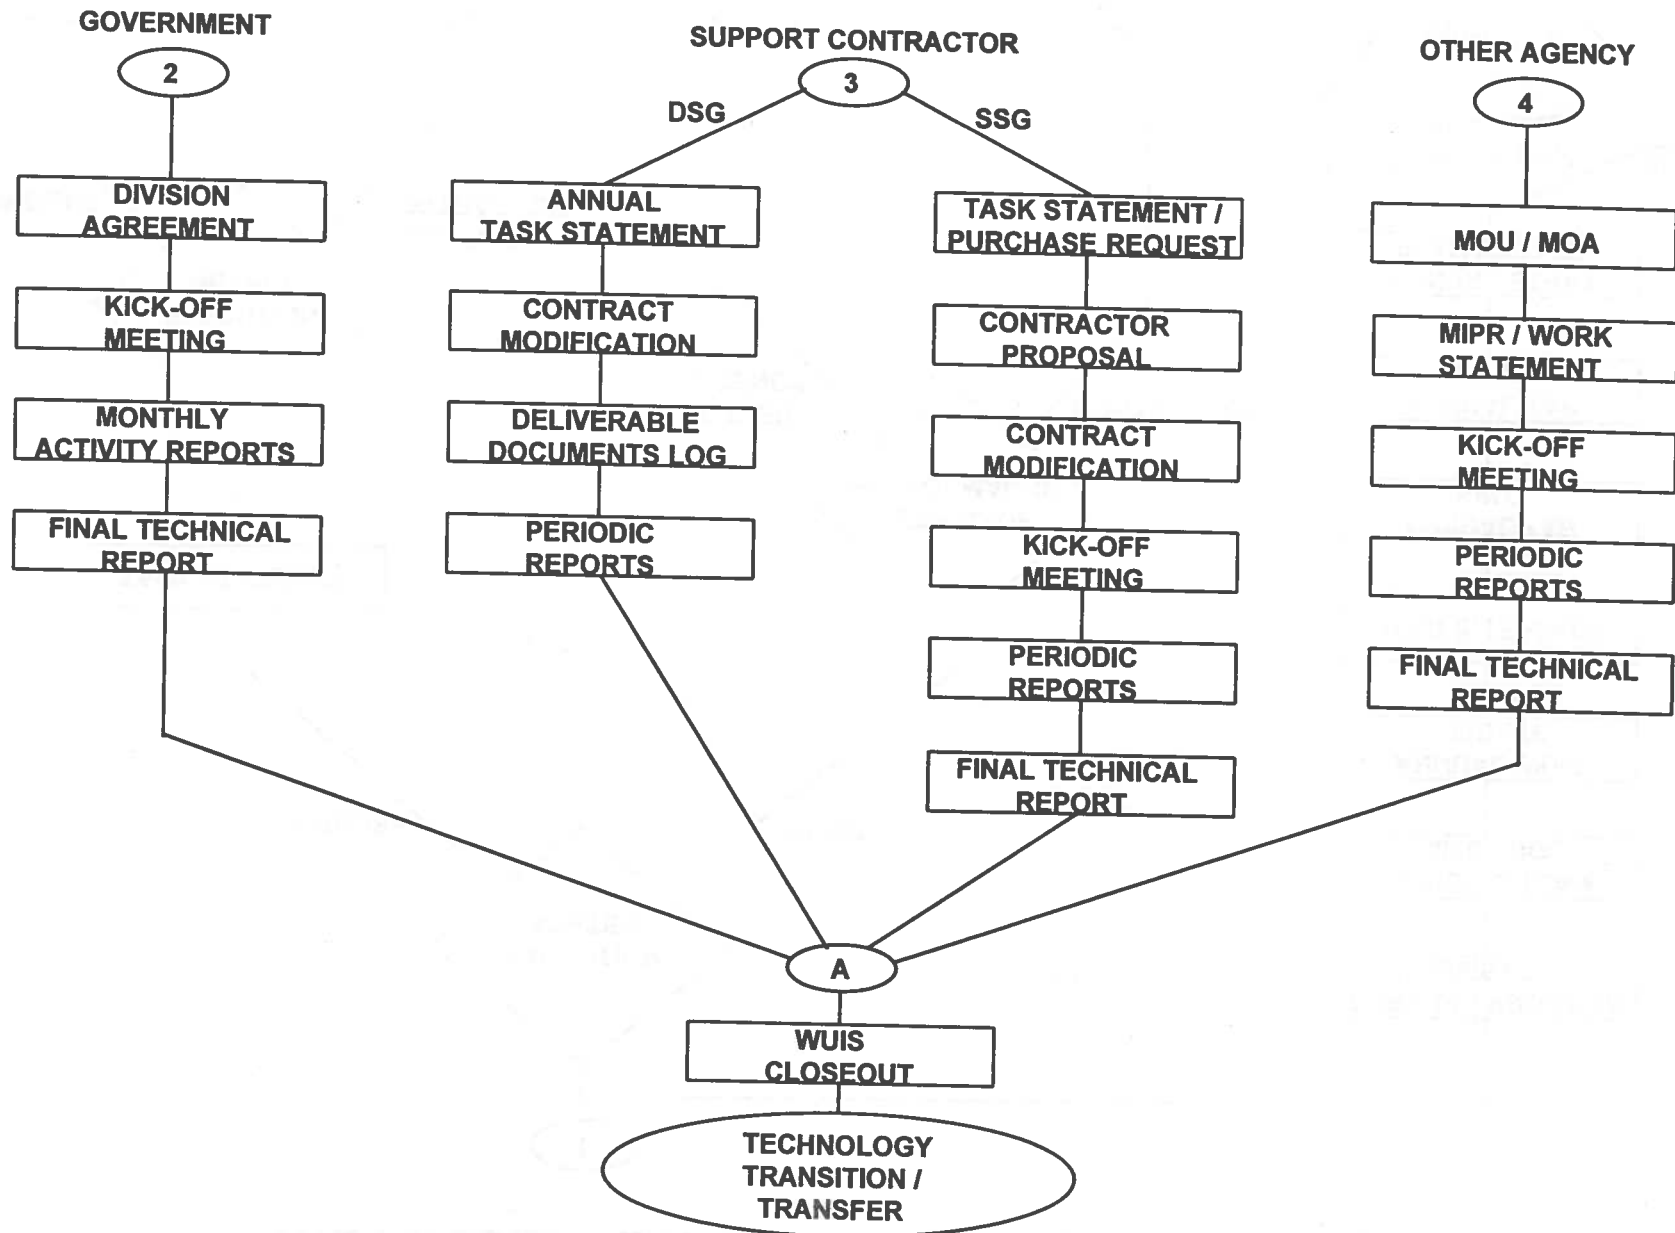 GOVERNMENT
2
DIVISION
AGREEMENT
KICK-OFF
MEETING
MONTHLY
ACTIVITY REPORTS
FINAL TECHNICAL
REPORT
SUPPORT CONTRACTOR
3
DSG
SSG
ANNUAL
TASK STATEMENT
CONTRACT
MODIFICATION
DELIVERABLE
DOCUMENTS LOG
PERIODIC
REPORTS
TASK STATEMENT /
PURCHASE REQUEST
CONTRACTOR
PROPOSAL
CONTRACT
MODIFICATION
KICK-OFF
MEETING
PERIODIC
REPORTS
FINAL TECHNICAL
REPORT
OTHER AGENCY
4
MOU / MOA
MIPR / WORK
STATEMENT
KICK-OFF
MEETING
PERIODIC
REPORTS
FINAL TECHNICAL
REPORT
A
WUIS
CLOSEOUT
TECHNOLOGY
TRANSITION /
TRANSFER